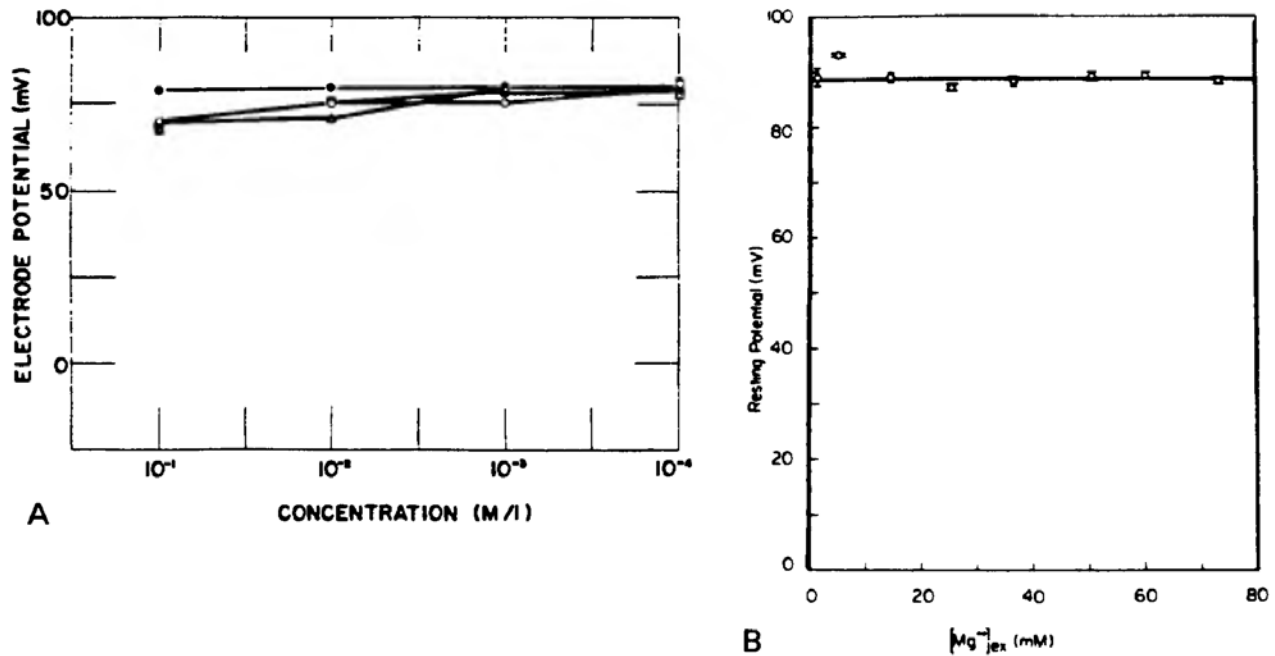 100
50
0
ELECTRODE POTENTIAL (mV)
10⁻¹ 10⁻² 10⁻³ 10⁻⁴
CONCENTRATION (M/l)
A
100
80
60
40
20
0
Resting Potential (mV)
0 20 40 60 80
[Mg⁺⁺]ex (mM)
B